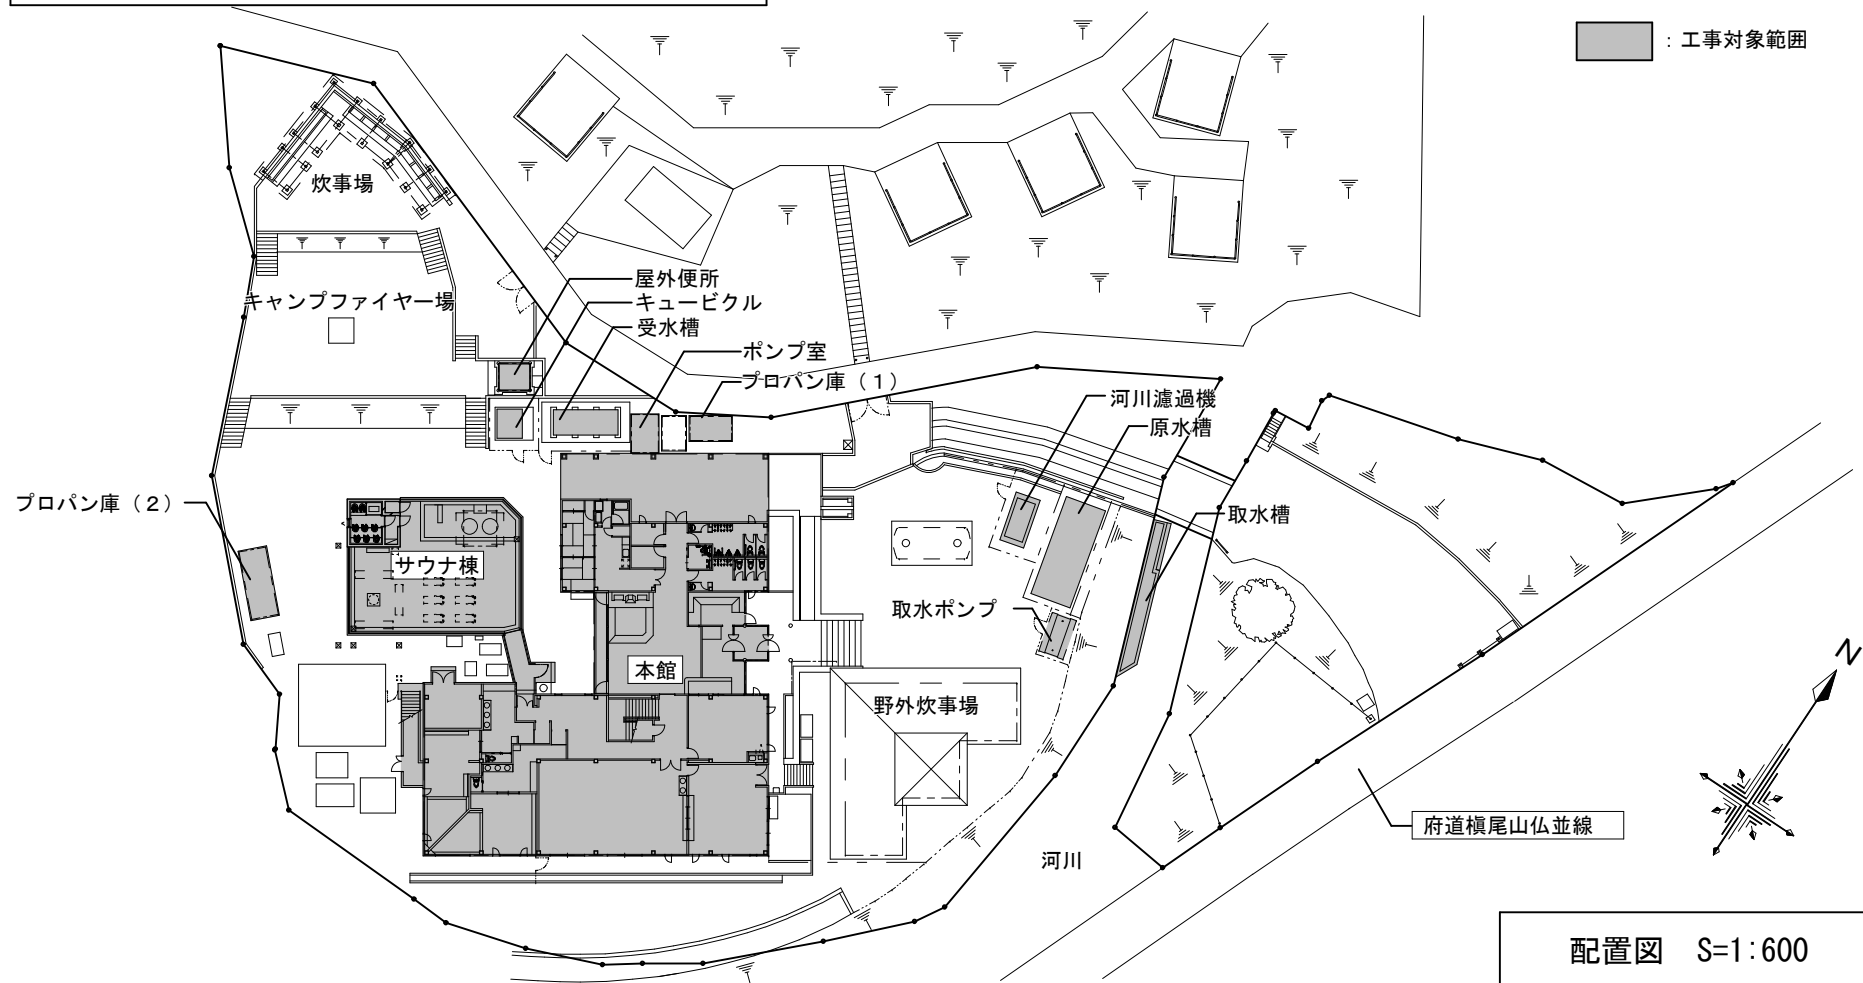 ：工事対象範囲
炊事場
屋外便所
キャンプファイヤー場
キュービクル
受水槽
ポンプ室
プロパン庫（１）
河川濾過機
原水槽
プロパン庫（２）
取水槽
サウナ棟
取水ポンプ
本館
野外炊事場
N
府道槇尾山仏並線
河川
配置図　S=1:600